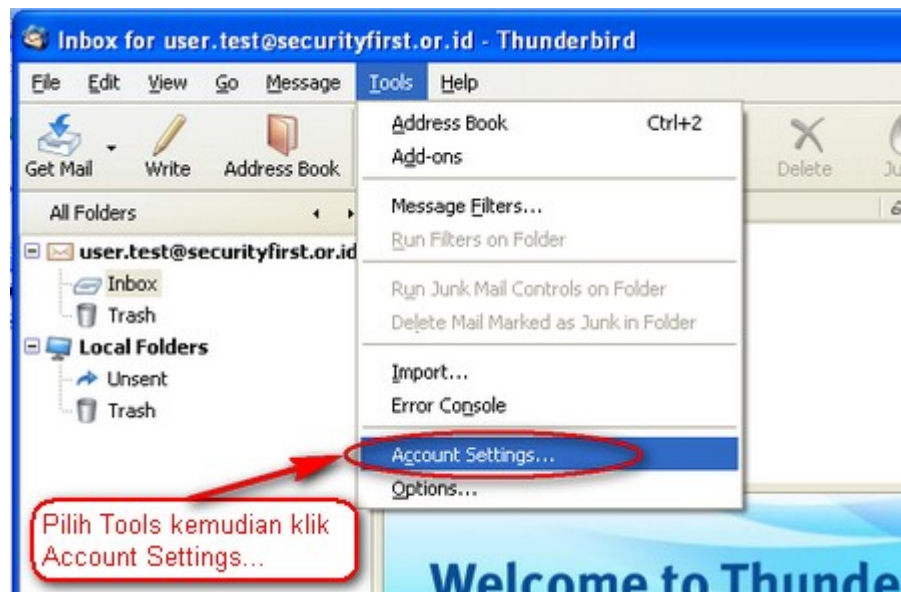 Inbox for user.test@securityfirst.or.id - Thunderbird
File Edit View Go Message Tools Help
Get Mail Write Address Book Delete
All Folders
user.test@securityfirst.or.id
Inbox
Trash
Local Folders
Unsent
Trash
Address Book Ctrl+2
Add-ons
Message Filters...
Run Filters on Folder
Run Junk Mail Controls on Folder
Delete Mail Marked as Junk in Folder
Import...
Error Console
Account Settings...
Options...
Pilih Tools kemudian klik
Account Settings...
Welcome to Thunde